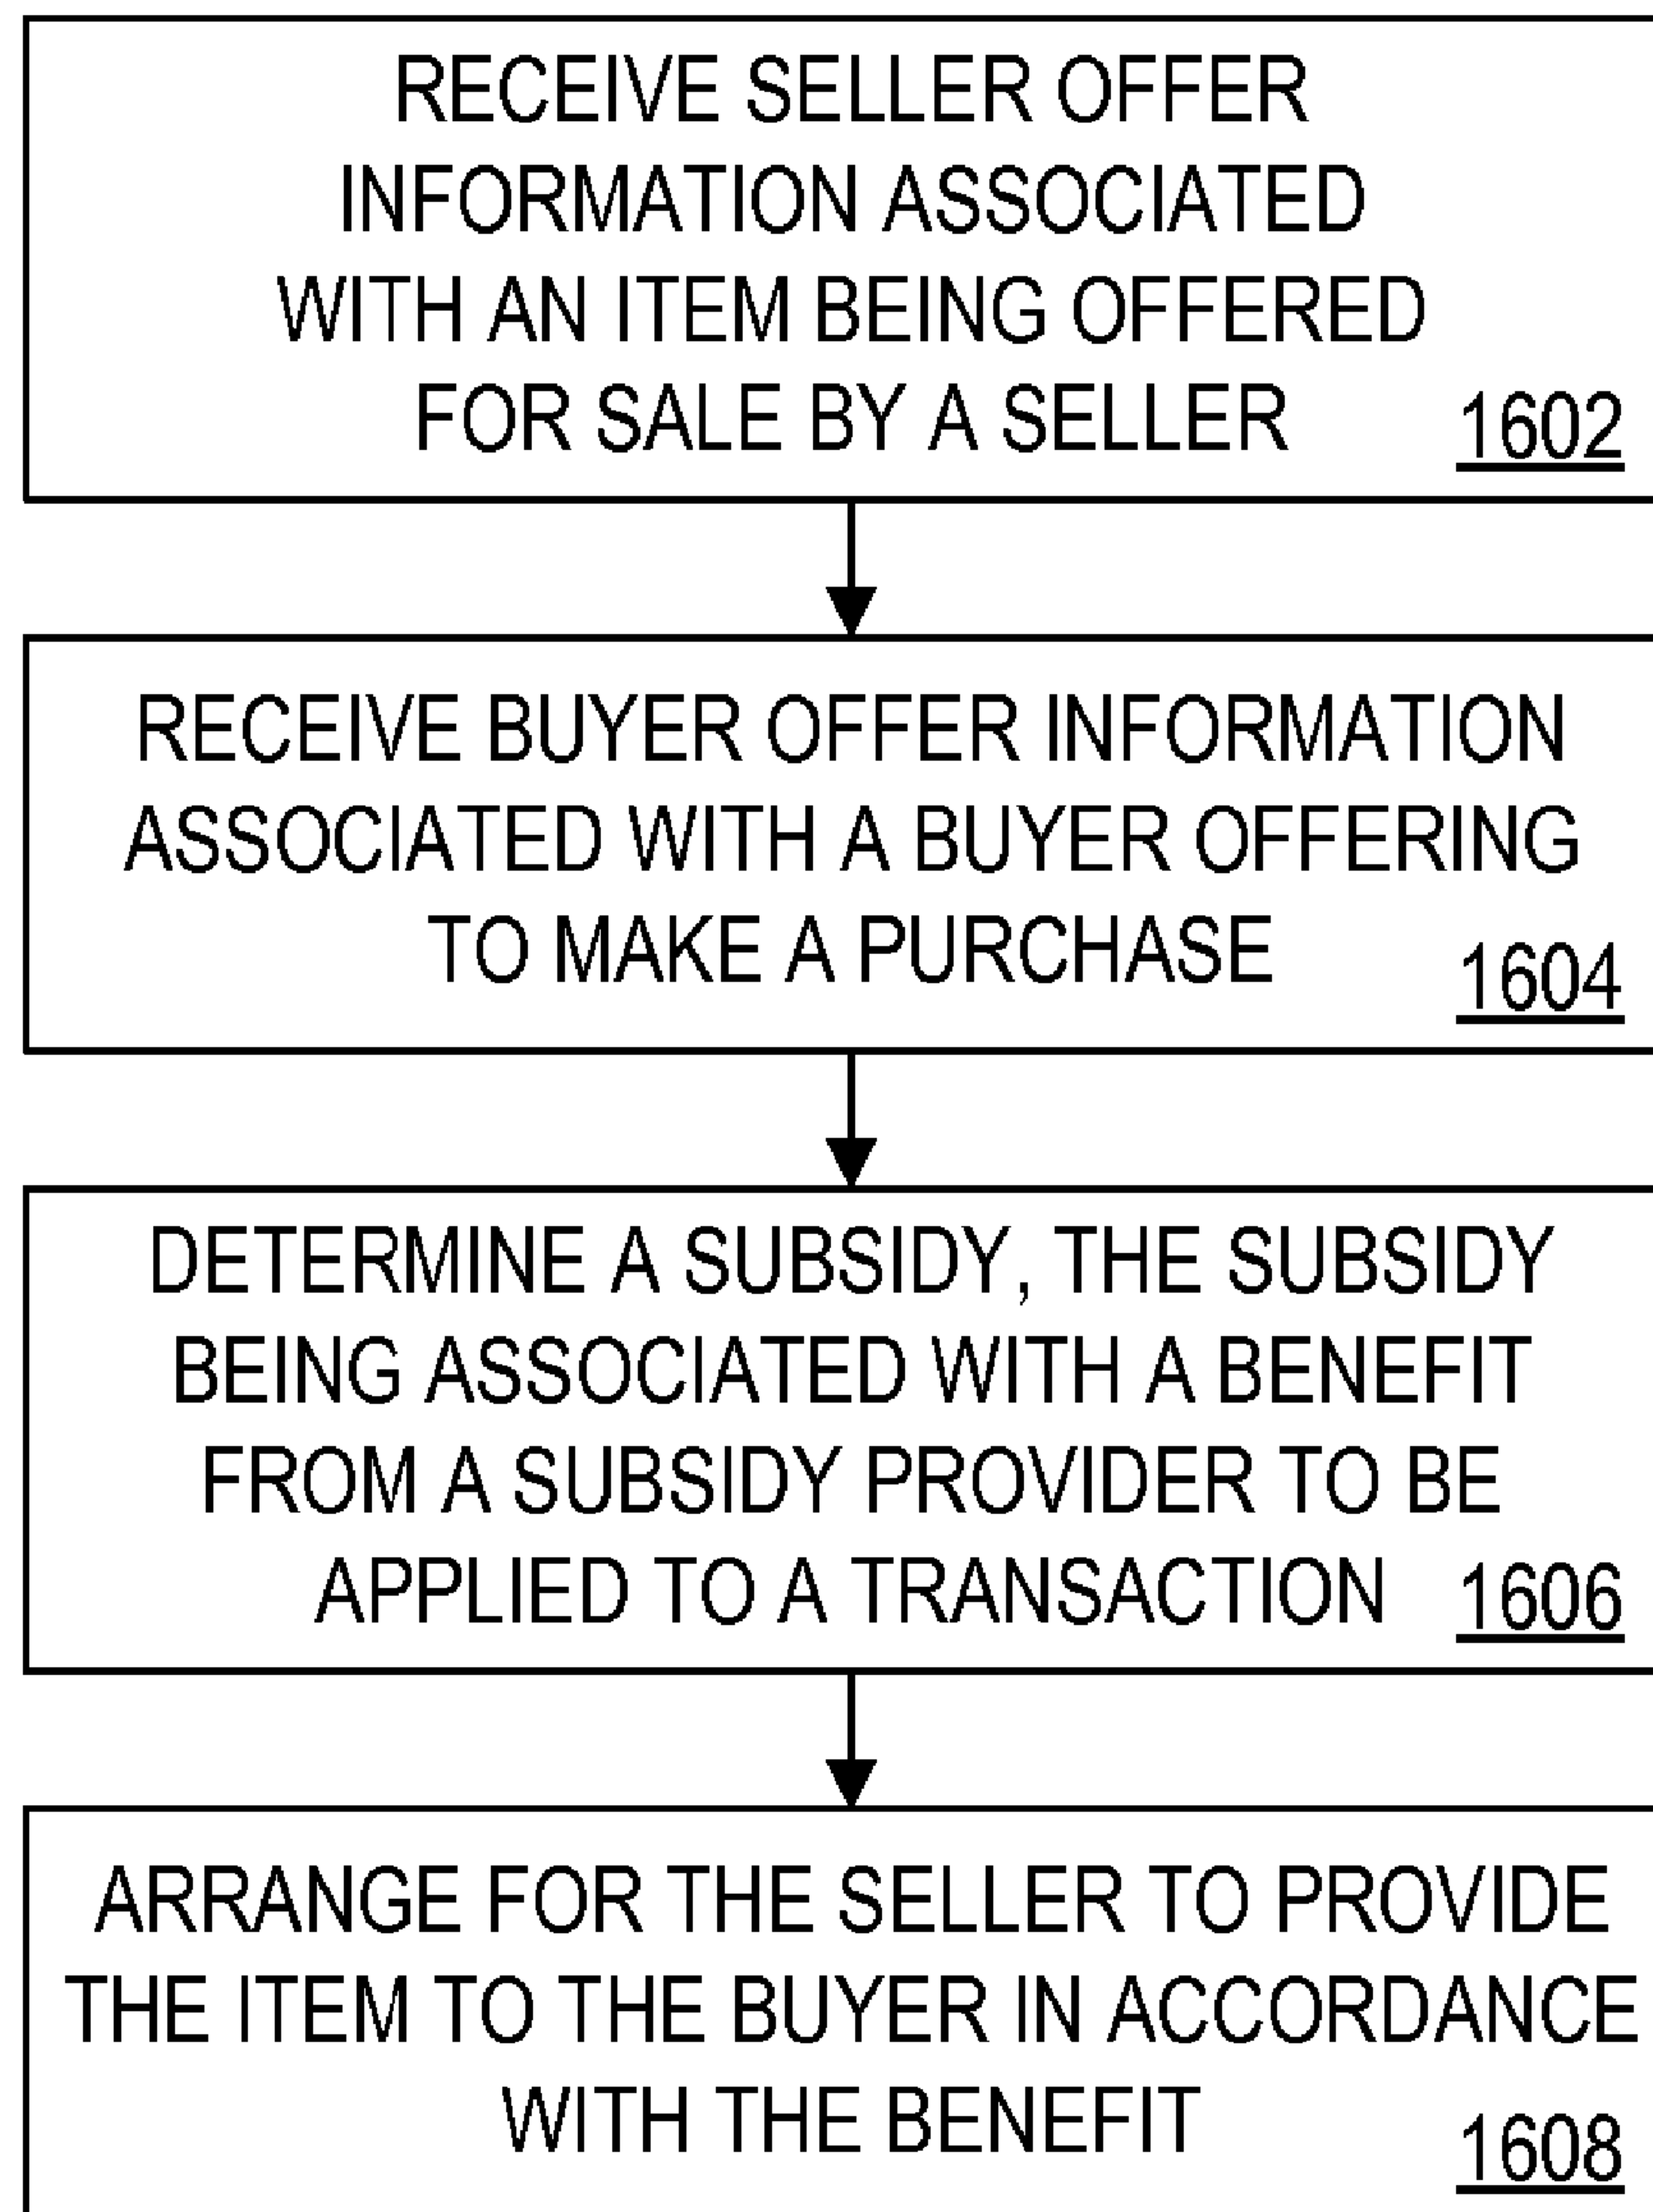 RECEIVE SELLER OFFER
INFORMATION ASSOCIATED
WITH AN ITEM BEING OFFERED
FOR SALE BY A SELLER 1602
RECEIVE BUYER OFFER INFORMATION
ASSOCIATED WITH A BUYER OFFERING
TO MAKE A PURCHASE 1604
DETERMINE A SUBSIDY, THE SUBSIDY
BEING ASSOCIATED WITH A BENEFIT
FROM A SUBSIDY PROVIDER TO BE
APPLIED TO A TRANSACTION 1606
ARRANGE FOR THE SELLER TO PROVIDE
THE ITEM TO THE BUYER IN ACCORDANCE
WITH THE BENEFIT 1608